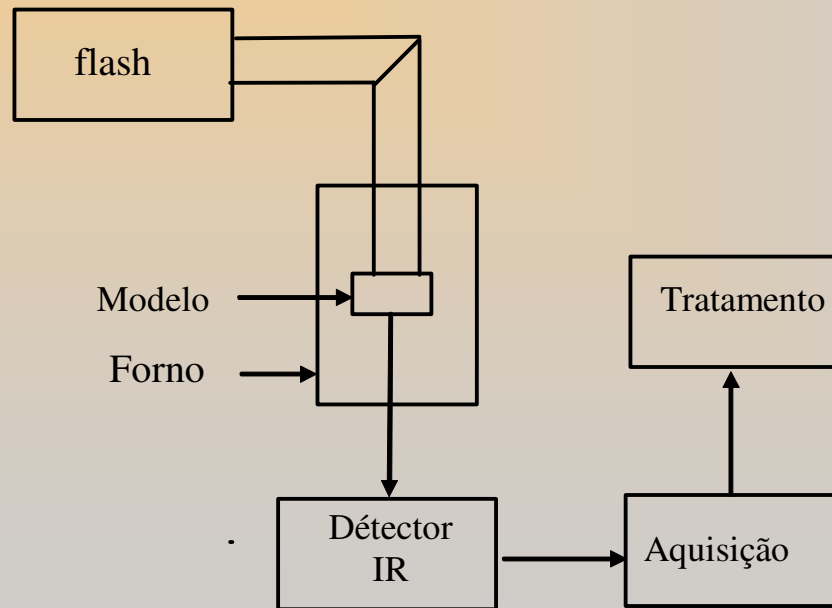 flash
Modelo
Forno
Tratamento
Détector
IR
Aquisição